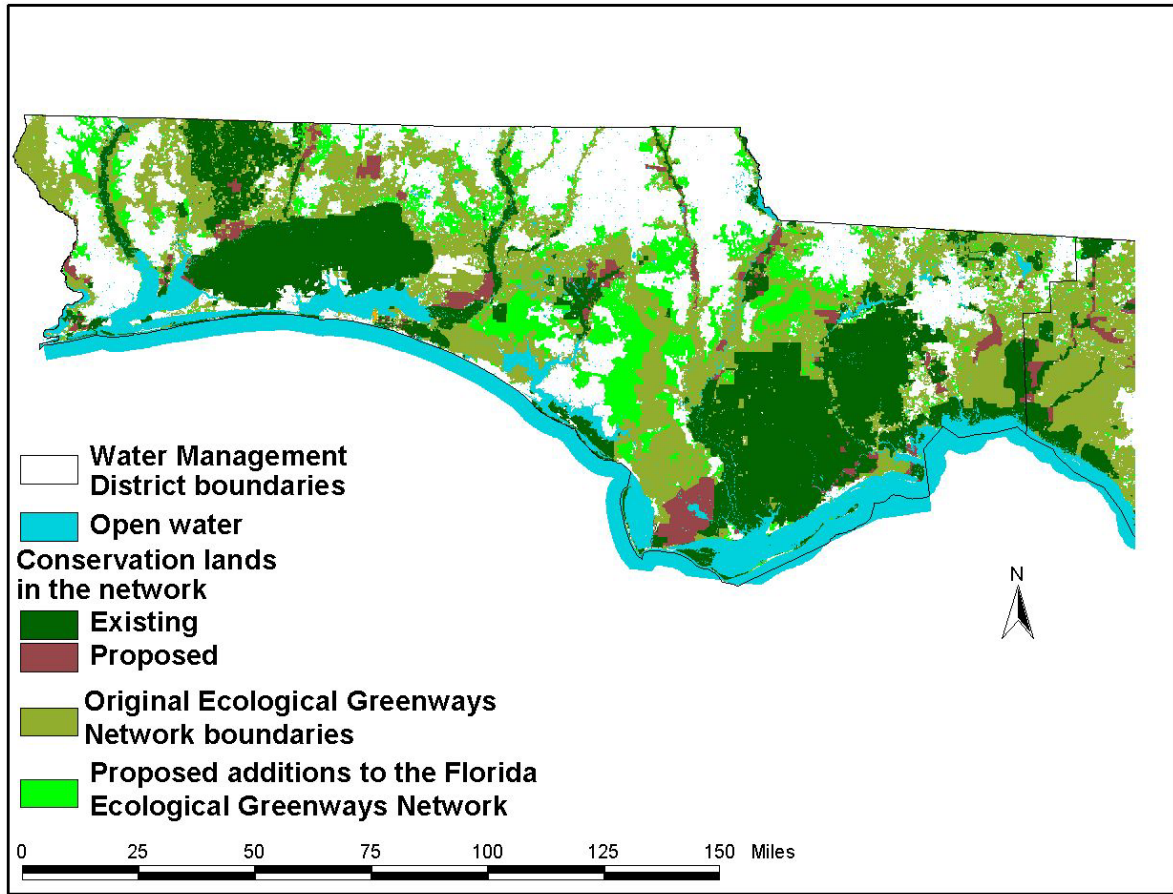 Water Management
District boundaries
Open water
Conservation lands
in the network
Existing
Proposed
Original Ecological Greenways
Network boundaries
Proposed additions to the Florida
Ecological Greenways Network
N
0 25 50 75 100 125 150 Miles